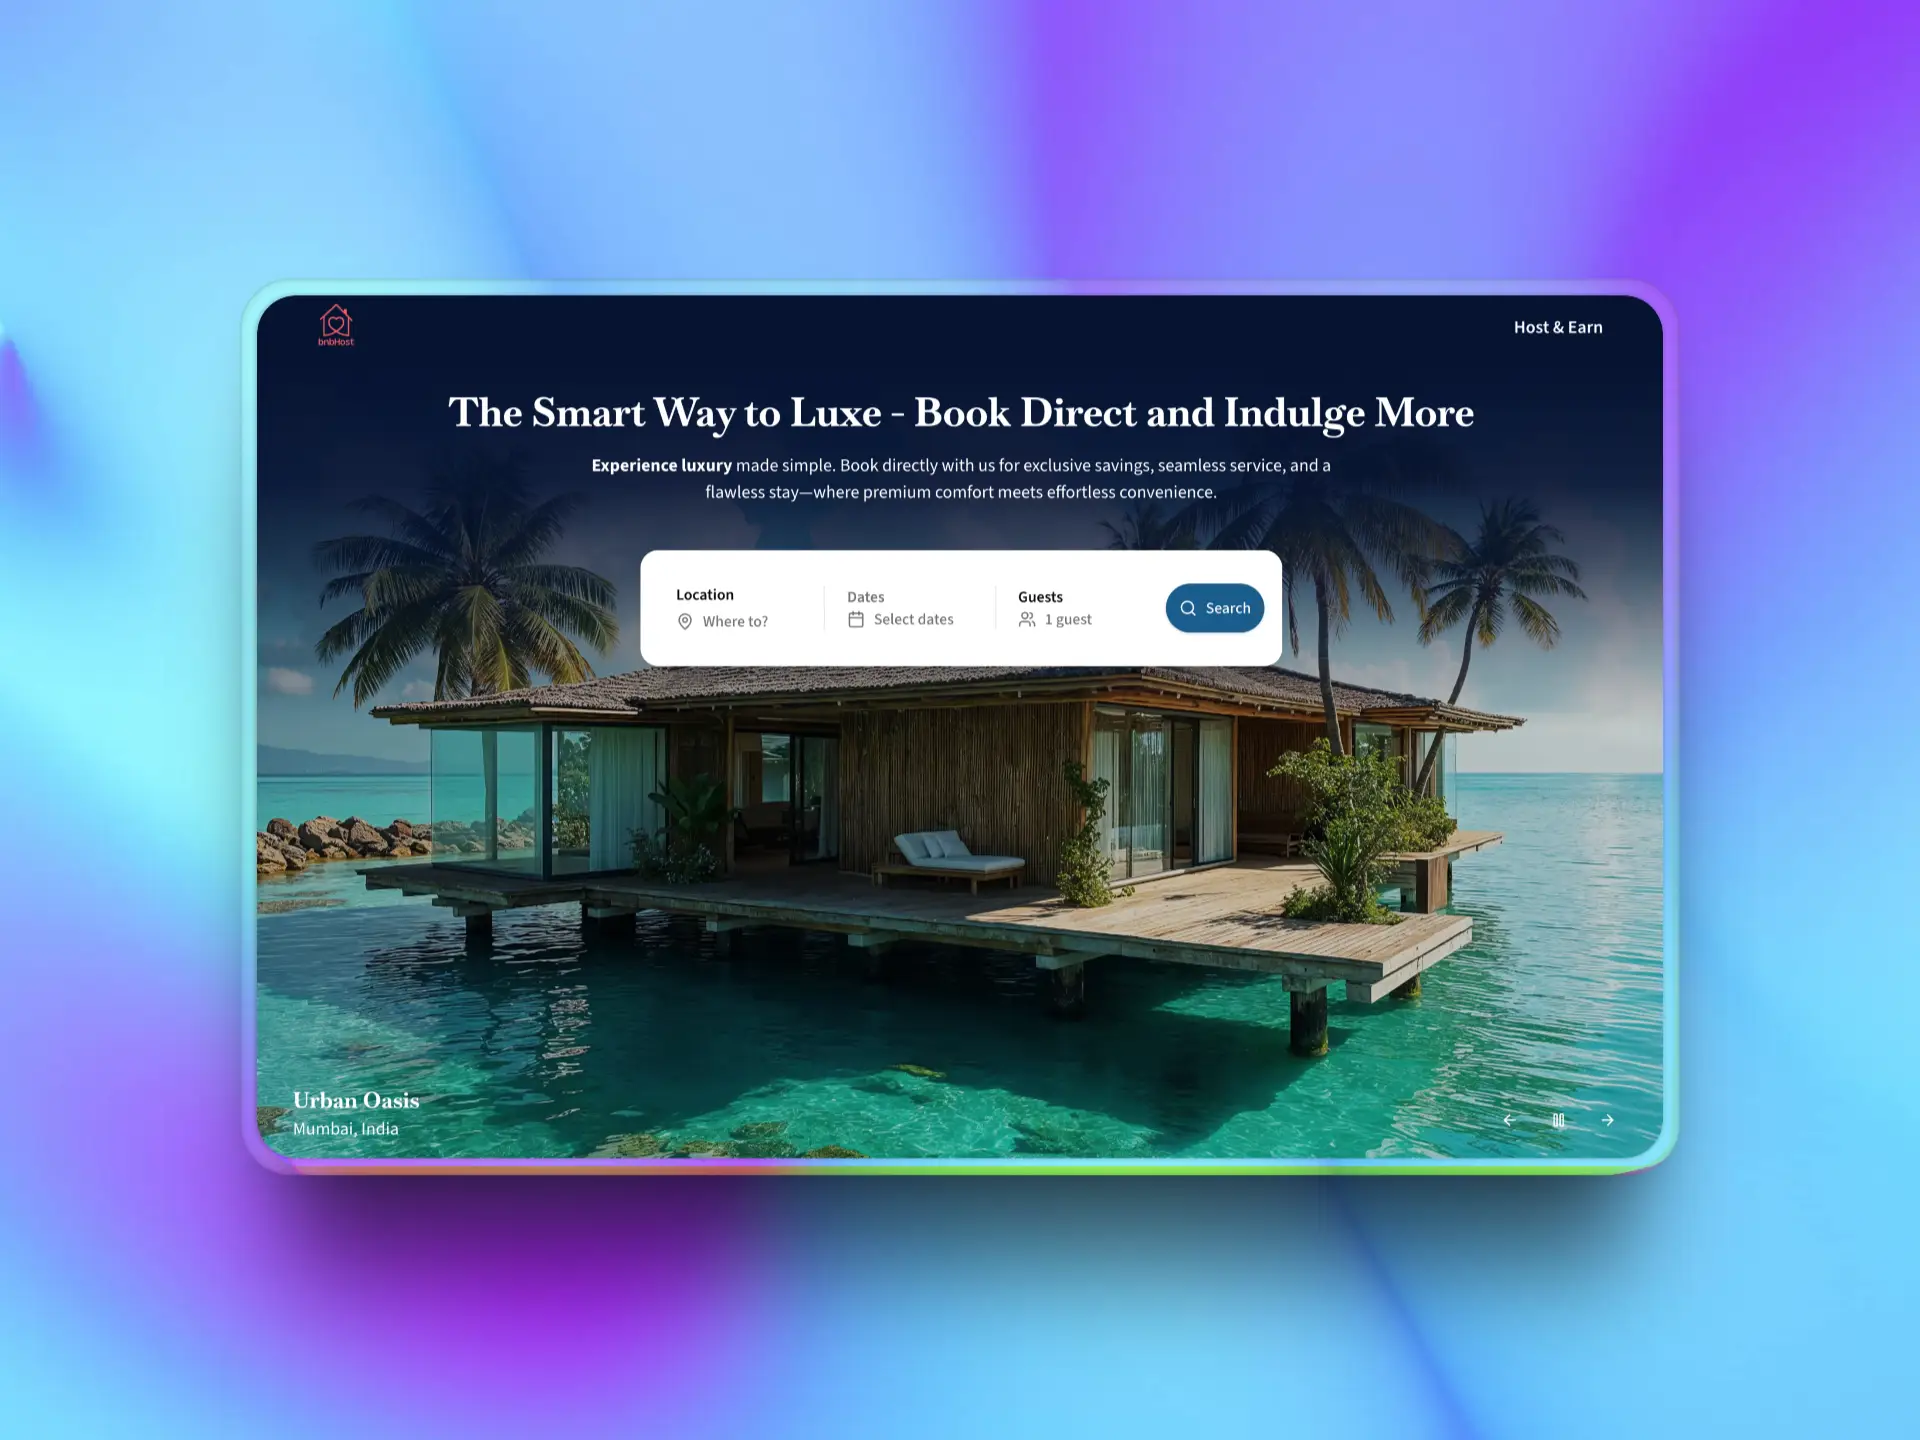 bnbHost
Host & Earn
The Smart Way to Luxe - Book Direct and Indulge More
Experience luxury made simple. Book directly with us for exclusive savings, seamless service, and a
flawless stay—where premium comfort meets effortless convenience.
Location
Where to?
Dates
Select dates
Guests
1 guest
Search
Urban Oasis
Mumbai, India